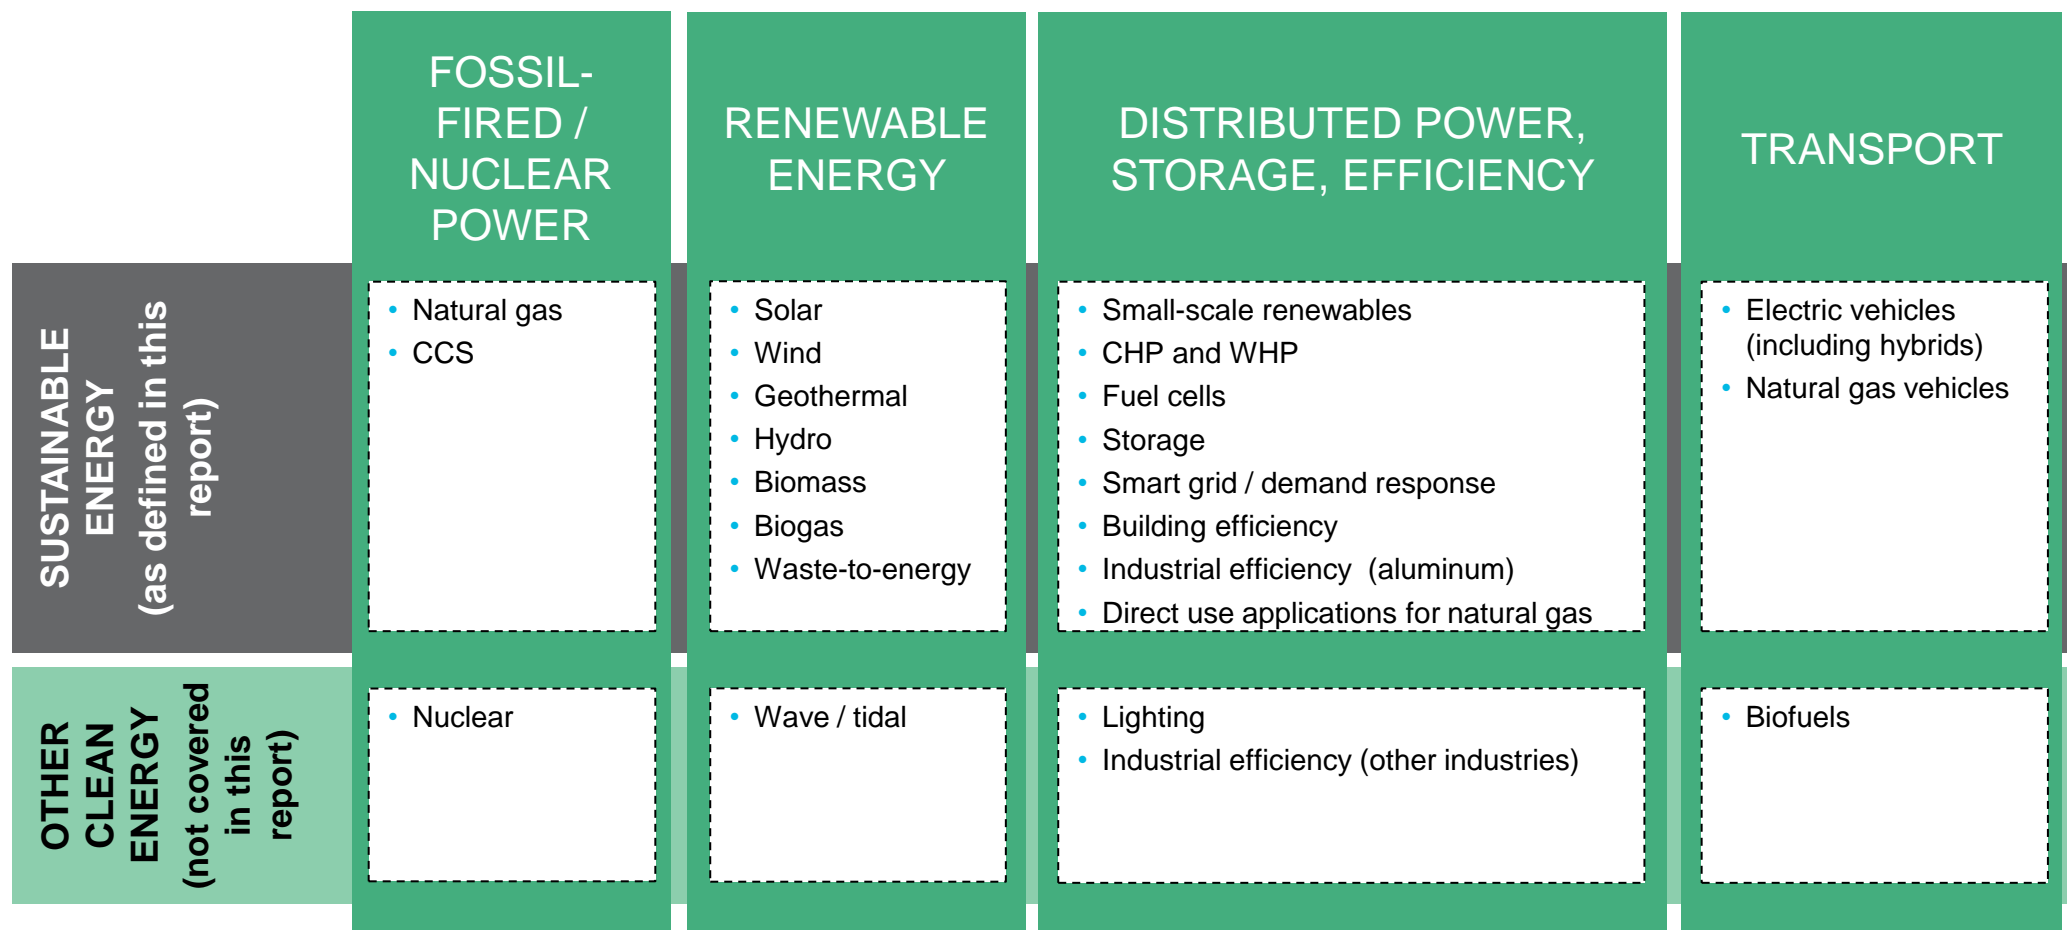 FOSSIL-
FIRED /
NUCLEAR
POWER
RENEWABLE
ENERGY
DISTRIBUTED POWER,
STORAGE, EFFICIENCY
TRANSPORT
SUSTAINABLE
ENERGY
(as defined in this
report)
• Natural gas
• CCS
• Solar
• Wind
• Geothermal
• Hydro
• Biomass
• Biogas
• Waste-to-energy
• Small-scale renewables
• CHP and WHP
• Fuel cells
• Storage
• Smart grid / demand response
• Building efficiency
• Industrial efficiency (aluminum)
• Direct use applications for natural gas
• Electric vehicles
(including hybrids)
• Natural gas vehicles
OTHER
CLEAN
ENERGY
(not covered
in this
report)
• Nuclear
• Wave / tidal
• Lighting
• Industrial efficiency (other industries)
• Biofuels